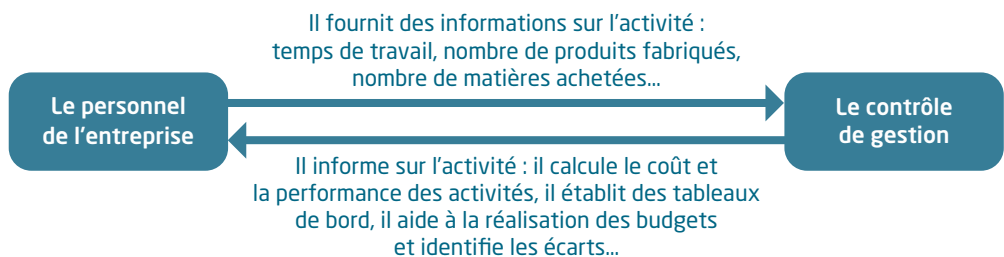 Il fournit des informations sur l'activité :
temps de travail, nombre de produits fabriqués,
nombre de matières achetées...
Le personnel
de l'entreprise
Le contrôle
de gestion
Il informe sur l'activité : il calcule le coût et
la performance des activités, il établit des tableaux
de bord, il aide à la réalisation des budgets
et identifie les écarts...